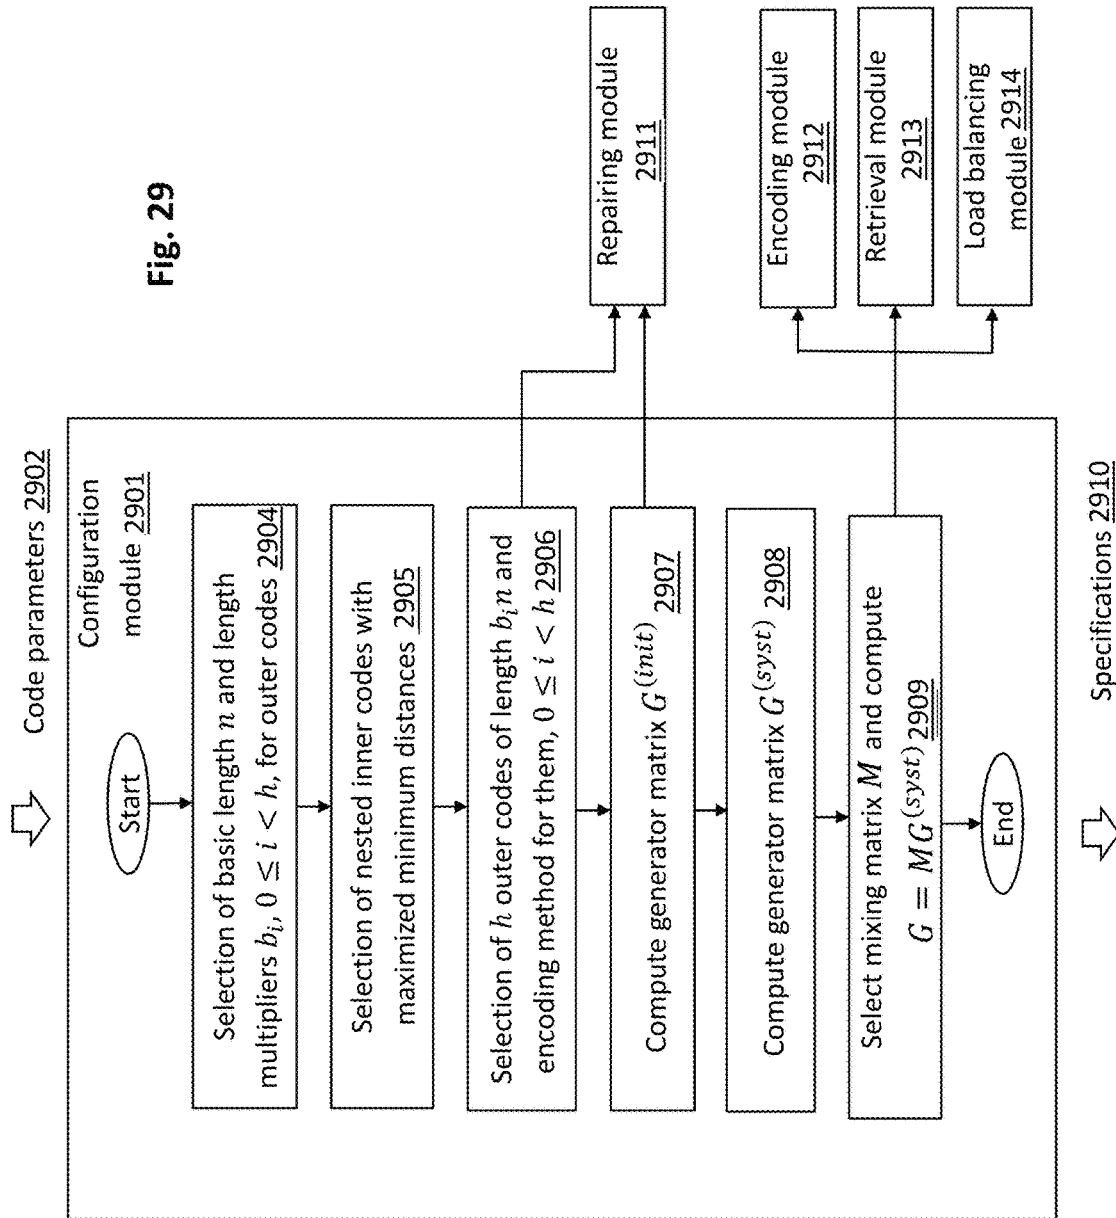 Fig. 29
Code parameters 2902
Configuration
module 2901
Start
Selection of basic length n and length
multipliers b_i, 0 ≤ i < h, for outer codes 2904
Selection of nested inner codes with
maximized minimum distances 2905
Selection of h outer codes of length b_i n and
encoding method for them, 0 ≤ i < h 2906
Compute generator matrix G^(init) 2907
Compute generator matrix G^(syst) 2908
Select mixing matrix M and compute
G = MG^(syst) 2909
End
Specifications 2910
Repairing module
2911
Encoding module
2912
Retrieval module
2913
Load balancing
module 2914